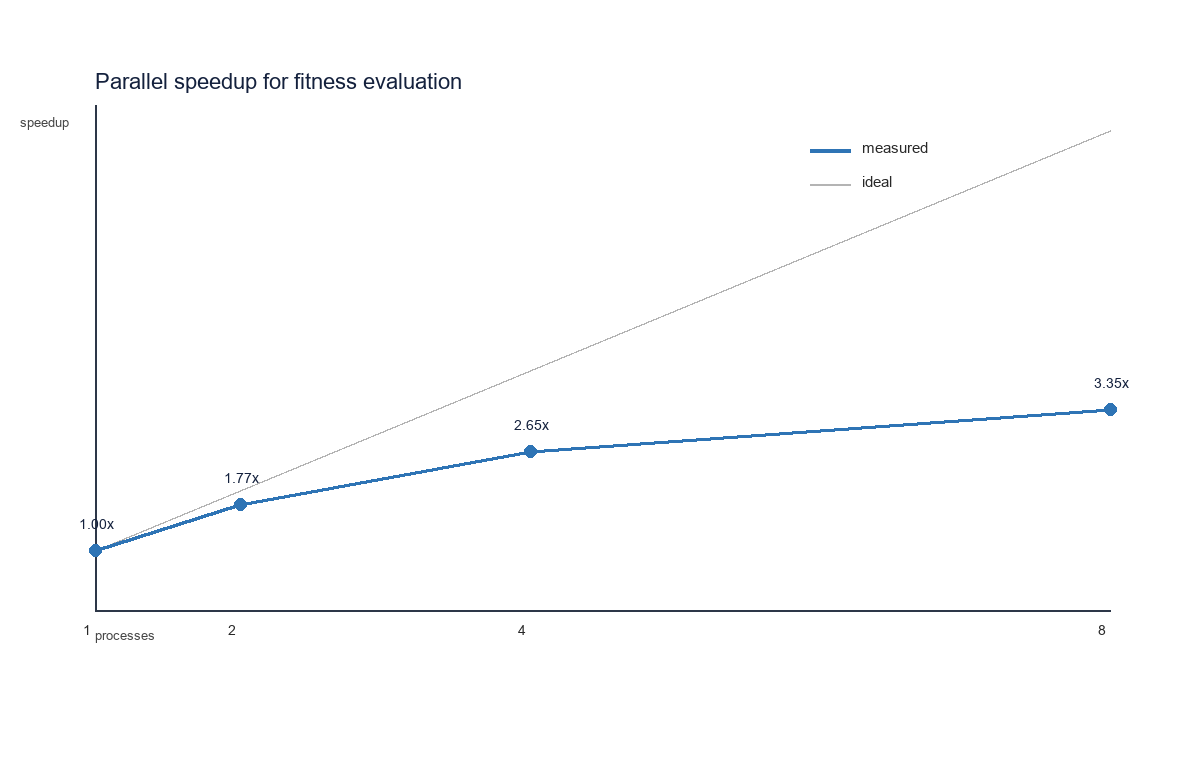 Parallel speedup for fitness evaluation
speedup
measured
ideal
3.35x
2.65x
1.77x
1.00x
1 2 4 8
processes